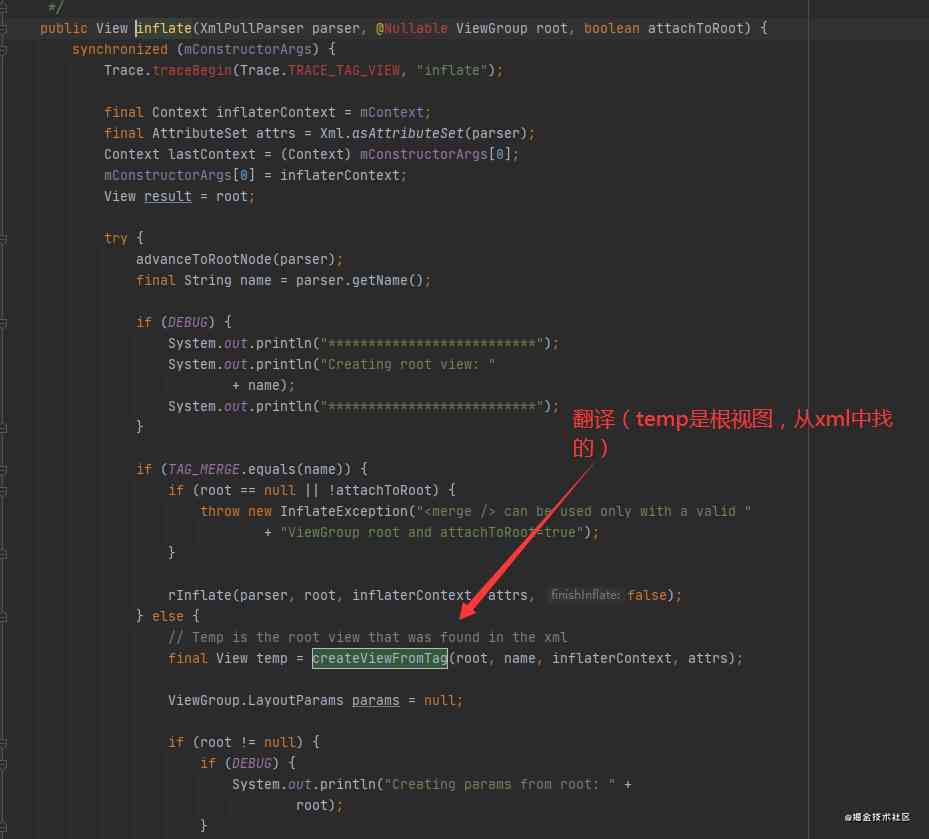 */
public View inflate(XmlPullParser parser, @Nullable ViewGroup root, boolean attachToRoot) {
synchronized (mConstructorArgs) {
Trace.traceBegin(Trace.TRACE_TAG_VIEW, "inflate");
final Context inflaterContext = mContext;
final AttributeSet attrs = Xml.asAttributeSet(parser);
Context lastContext = (Context) mConstructorArgs[0];
mConstructorArgs[0] = inflaterContext;
View result = root;
try {
advanceToRootNode(parser);
final String name = parser.getName();
if (DEBUG) {
System.out.println("**************************");
System.out.println("Creating root view: "
+ name);
System.out.println("**************************");
}
翻译（temp是根视图，从xml中找
的）
if (TAG_MERGE.equals(name)) {
if (root == null || !attachToRoot) {
throw new InflateException("<merge /> can be used only with a valid "
+ "ViewGroup root and attachToRoot=true");
}
rInflate(parser, root, inflaterContext, attrs, finishInflate: false);
} else {
// Temp is the root view that was found in the xml
final View temp = createViewFromTag(root, name, inflaterContext, attrs);
ViewGroup.LayoutParams params = null;
if (root != null) {
if (DEBUG) {
System.out.println("Creating params from root: " +
root);
}
@掘金技术社区